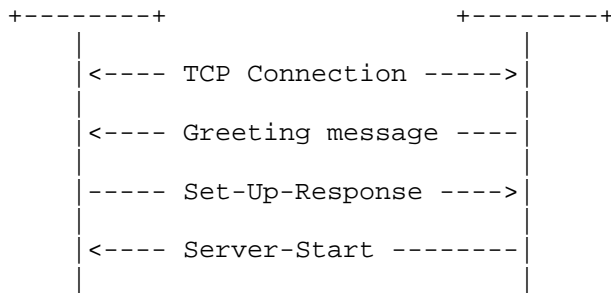 +--------+ +--------+
| |
|<---- TCP Connection ----->|
| |
|<---- Greeting message ----|
| |
|----- Set-Up-Response ---->|
| |
|<---- Server-Start --------|
| |